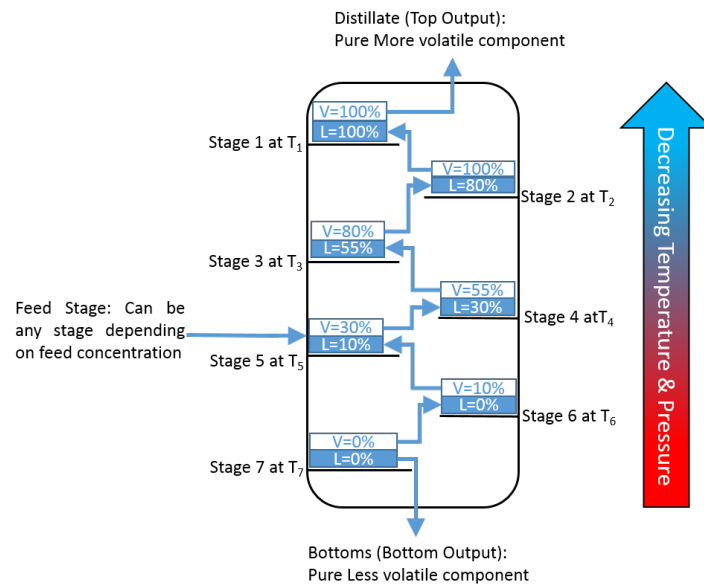 Distillate (Top Output):
Pure More volatile component
V=100%
L=100%
Stage 1 at T₁
V=100%
L=80%
Stage 2 at T₂
V=80%
L=55%
Stage 3 at T₃
V=55%
L=30%
Stage 4 atT₄
Feed Stage: Can be
any stage depending
on feed concentration
V=30%
L=10%
Stage 5 at T₅
V=10%
L=0%
Stage 6 at T₆
V=0%
L=0%
Stage 7 at T₇
Bottoms (Bottom Output):
Pure Less volatile component
Decreasing Temperature & Pressure